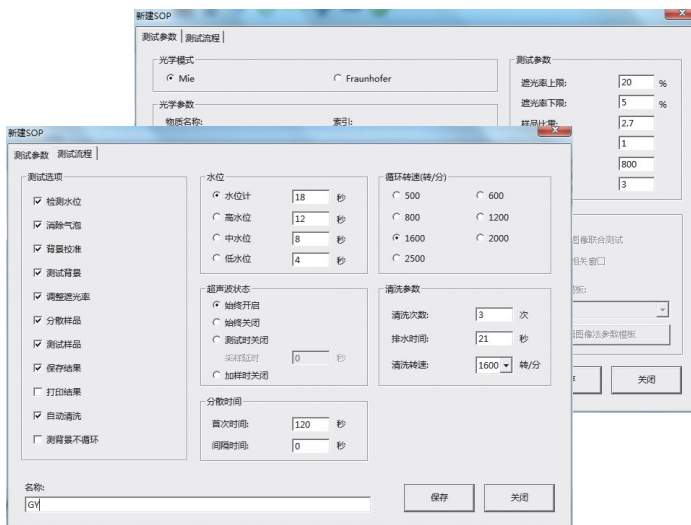 新建SOP
测试参数 测试流程
光学模式
Mie Fraunhofer
光学参数
物质名称: 索引:
测试参数
遮光率上限: 20 %
遮光率下限: 5 %
样品比重: 2.7
1
800
3
图像联合测试
相关窗口
图像法参数模板
关闭
新建SOP
测试参数 测试流程
测试选项
检测水位
消除气泡
背景校准
测试背景
调整遮光率
分散样品
测试样品
保存结果
打印结果
自动清洗
测背景不循环
水位
水位计 18 秒
高水位 12 秒
中水位 8 秒
低水位 4 秒
超声波状态
始终开启
始终关闭
测试时关闭
采样延时 0 秒
加样时关闭
分散时间
首次时间: 120 秒
间隔时间: 0 秒
循环转速(转/分)
500 600
800 1200
1600 2000
2500
清洗参数
清洗次数: 3 次
排水时间: 21 秒
清洗转速: 1600 转/分
名称:
GY
保存 关闭